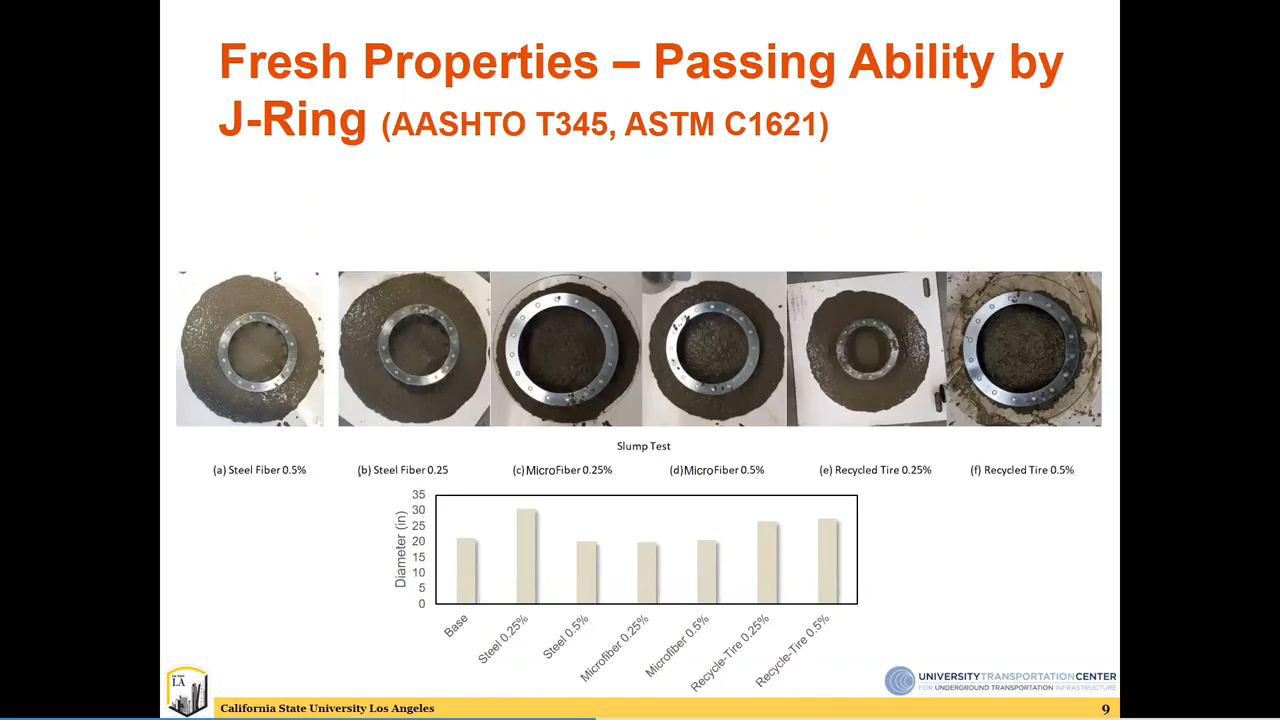 Fresh Properties – Passing Ability by
J-Ring (AASHTO T345, ASTM C1621)
Slump Test
(a) Steel Fiber 0.5%
(b) Steel Fiber 0.25
(c) MicroFiber 0.25%
(d) MicroFiber 0.5%
(e) Recycled Tire 0.25%
(f) Recycled Tire 0.5%
Diameter (in)
35
30
25
20
15
10
5
0
Base
Steel 0.25%
Steel 0.5%
Microfiber 0.25%
Microfiber 0.5%
Recycle-Tire 0.25%
Recycle-Tire 0.5%
LA
UNIVERSITY TRANSPORTATION CENTER
FOR UNDERGROUND TRANSPORTATION INFRASTRUCTURE
California State University Los Angeles
9